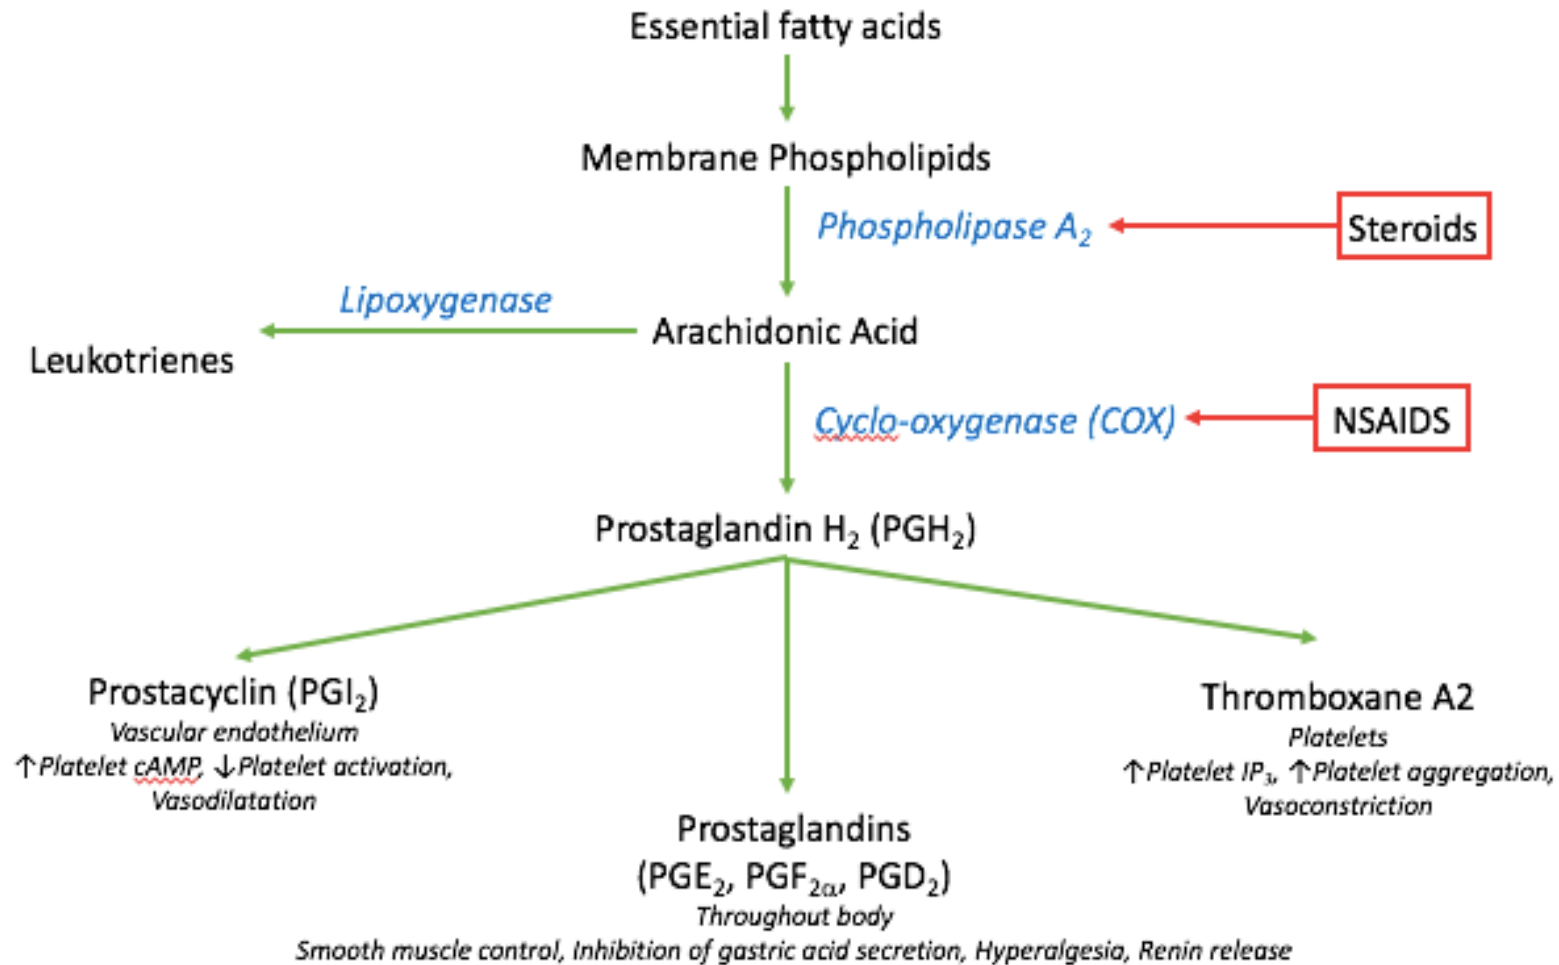 Essential fatty acids
Membrane Phospholipids
Phospholipase A₂
Steroids
Lipoxygenase
Arachidonic Acid
Leukotrienes
Cyclo-oxygenase (COX)
NSAIDS
Prostaglandin H₂ (PGH₂)
Prostacyclin (PGI₂)
Vascular endothelium
↑Platelet cAMP, ↓Platelet activation,
Vasodilatation
Thromboxane A2
Platelets
↑Platelet IP₃, ↑Platelet aggregation,
Vasoconstriction
Prostaglandins
(PGE₂, PGF₂α, PGD₂)
Throughout body
Smooth muscle control, Inhibition of gastric acid secretion, Hyperalgesia, Renin release